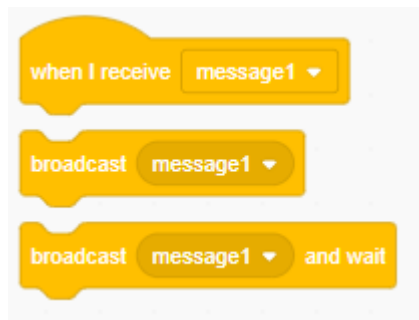 when I receive message1
broadcast message1
broadcast message1 and wait